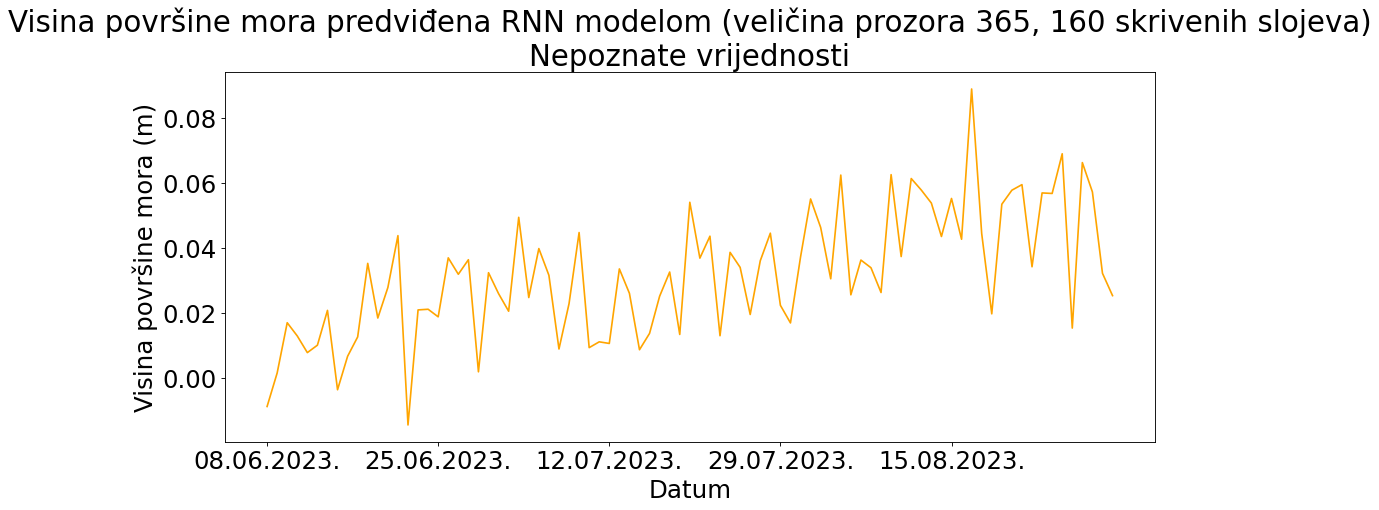 Visina površine mora predviđena RNN modelom (veličina prozora 365, 160 skrivenih slojeva)
Nepoznate vrijednosti
Visina površine mora (m)
0.08
0.06
0.04
0.02
0.00
08.06.2023. 25.06.2023. 12.07.2023. 29.07.2023. 15.08.2023.
Datum